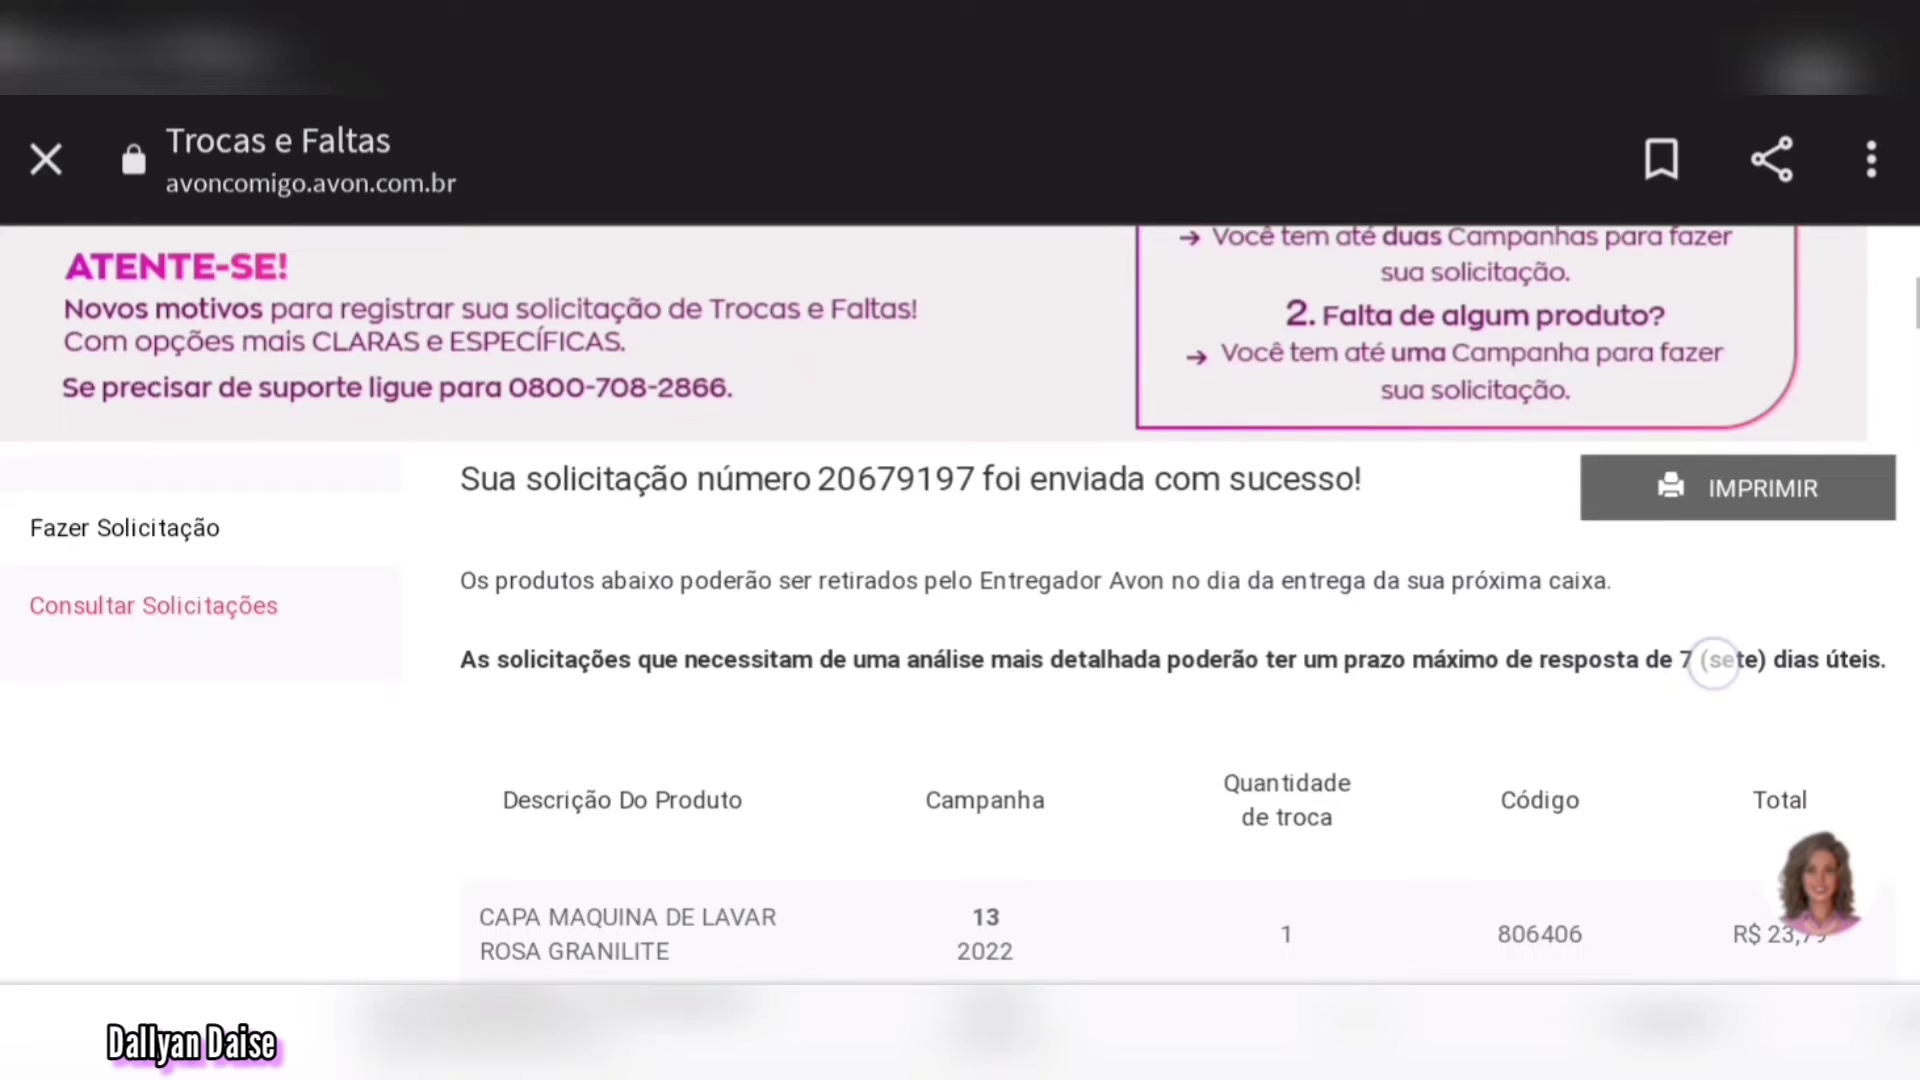 Trocas e Faltas
avoncomigo.avon.com.br
ATENTE-SE!
Novos motivos para registrar sua solicitação de Trocas e Faltas!
Com opções mais CLARAS e ESPECÍFICAS.
Se precisar de suporte ligue para 0800-708-2866.
→ Você tem até duas Campanhas para fazer
sua solicitação.
2. Falta de algum produto?
→ Você tem até uma Campanha para fazer
sua solicitação.
Fazer Solicitação
Consultar Solicitações
Sua solicitação número 20679197 foi enviada com sucesso!
IMPRIMIR
Os produtos abaixo poderão ser retirados pelo Entregador Avon no dia da entrega da sua próxima caixa.
As solicitações que necessitam de uma análise mais detalhada poderão ter um prazo máximo de resposta de 7 (sete) dias úteis.
Descrição Do Produto Campanha Quantidade de troca Código Total
CAPA MAQUINA DE LAVAR ROSA GRANILITE 13 2022 1 806406 R$
Dallyan Daise